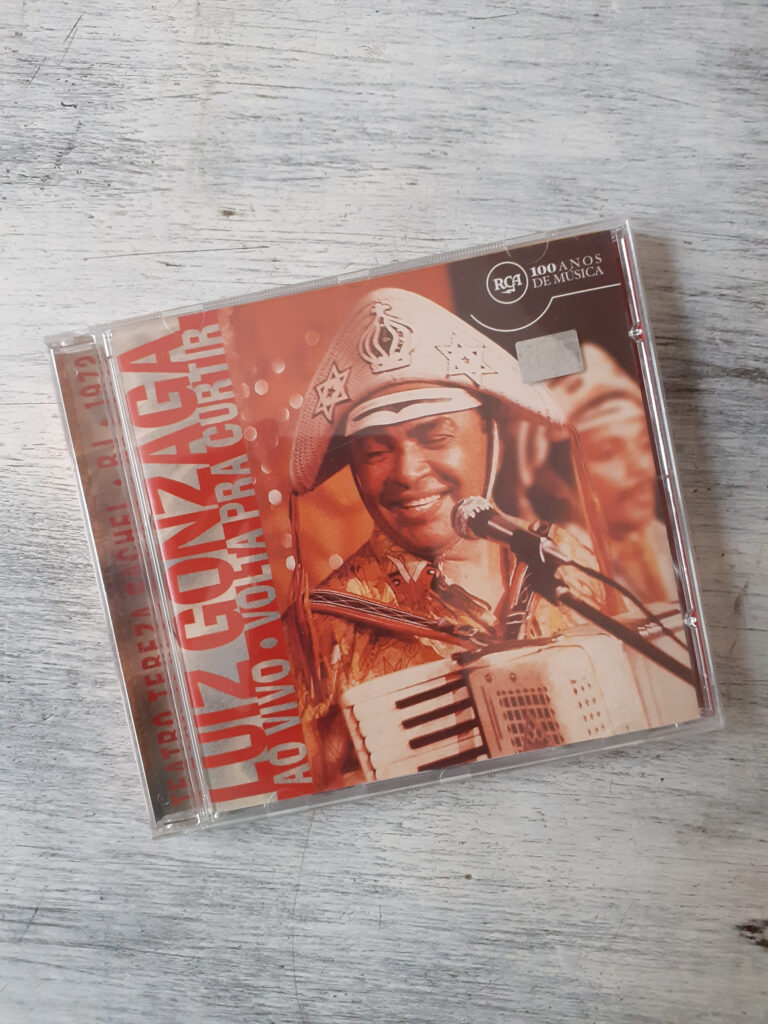 TEATRO TEREZA RACHEL • RJ • 1972
LUIZ GONZAGA
AO VIVO • VOLTA PRA CURTIR
RCA
100 ANOS
DE MÚSICA